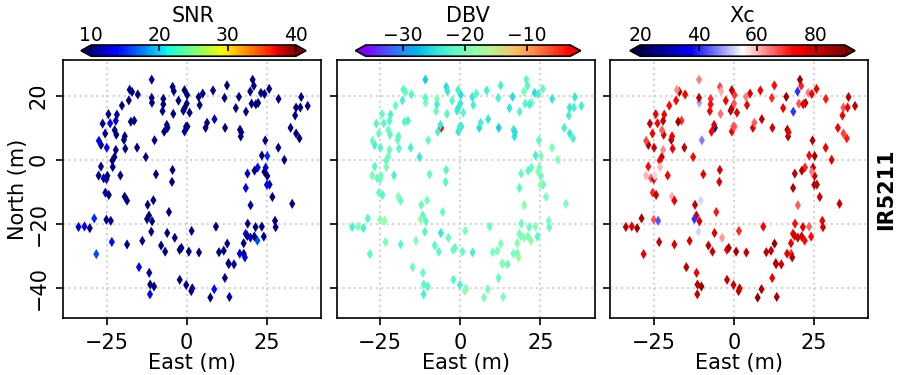 SNR
DBV
Xc
10 20 30 40
−30 −20 −10
20 40 60 80
20
0
−20
−40
North (m)
−25 0 25
−25 0 25
−25 0 25
East (m)
East (m)
East (m)
IR5211